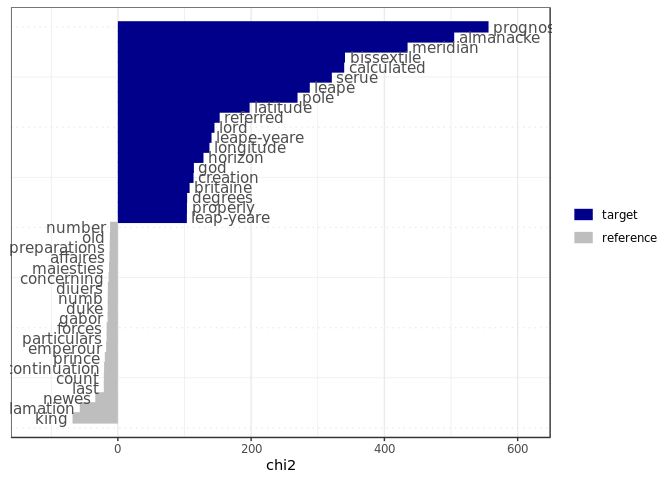 prognos
almanacke
meridian
bissextile
calculated
serue
leape
pole
latitude
referred
lord
leape-yeare
longitude
horizon
god
creation
britaine
degrees
properly
leap-yeare
number
old
preparations
affaires
maiesties
concerning
diuers
numb
duke
gabor
forces
particulars
emperour
prince
continuation
count
last
newes
lamation
king
0 200 400 600
chi2
target
reference